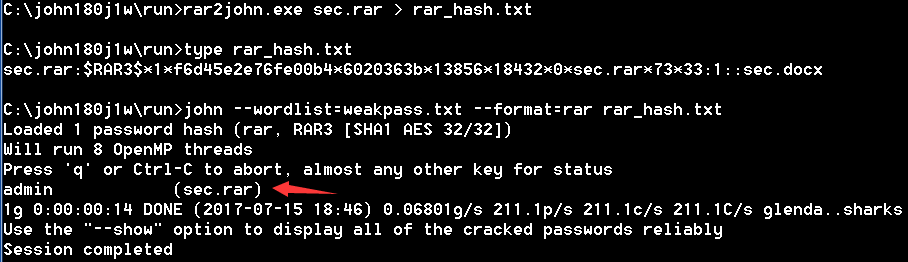 C:\john180j1w\run>rar2john.exe sec.rar > rar_hash.txt
C:\john180j1w\run>type rar_hash.txt
sec.rar:$RAR3$*1*f6d45e2e76fe00b4*6020363b*13856*18432*0*sec.rar*73*33:1::sec.docx
C:\john180j1w\run>john --wordlist=weakpass.txt --format=rar rar_hash.txt
Loaded 1 password hash (rar, RAR3 [SHA1 AES 32/32])
Will run 8 OpenMP threads
Press 'q' or Ctrl-C to abort, almost any other key for status
admin            (sec.rar)
1g 0:00:00:14 DONE (2017-07-15 18:46) 0.06801g/s 211.1p/s 211.1c/s 211.1C/s glenda..sharks
Use the "--show" option to display all of the cracked passwords reliably
Session completed